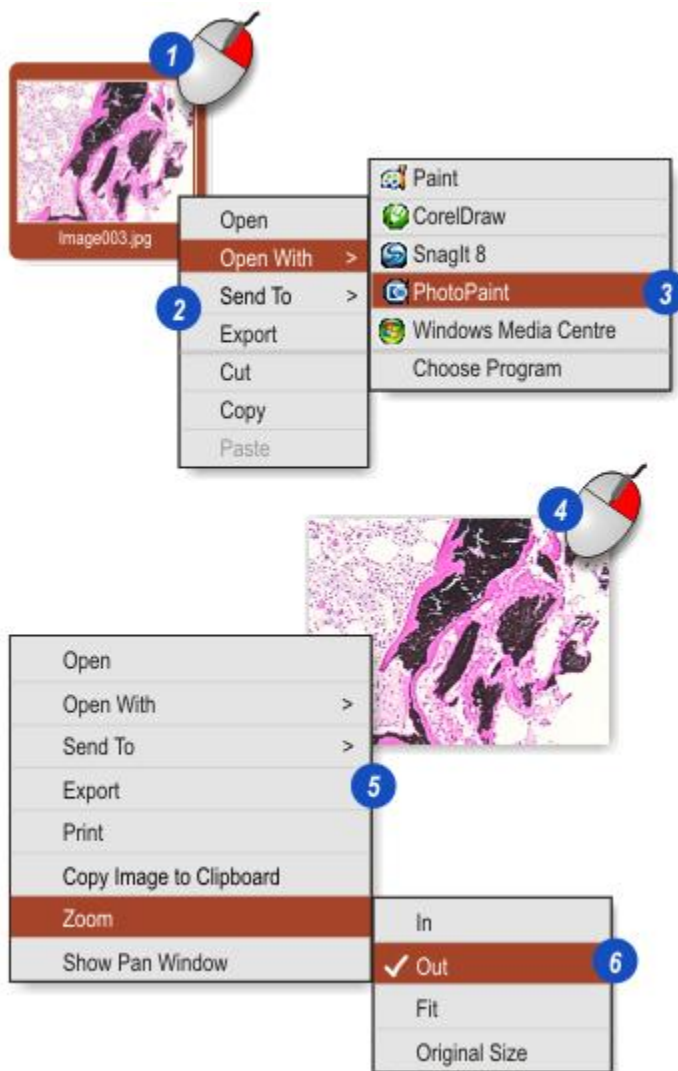 1
Image003.jpg
2
Open
Open With >
Send To >
Export
Cut
Copy
Paste
Paint
CorelDraw
SnagIt 8
PhotoPaint
3
Windows Media Centre
Choose Program
4
Open
Open With >
Send To >
Export
5
Print
Copy Image to Clipboard
Zoom
Show Pan Window
In
Out
6
Fit
Original Size